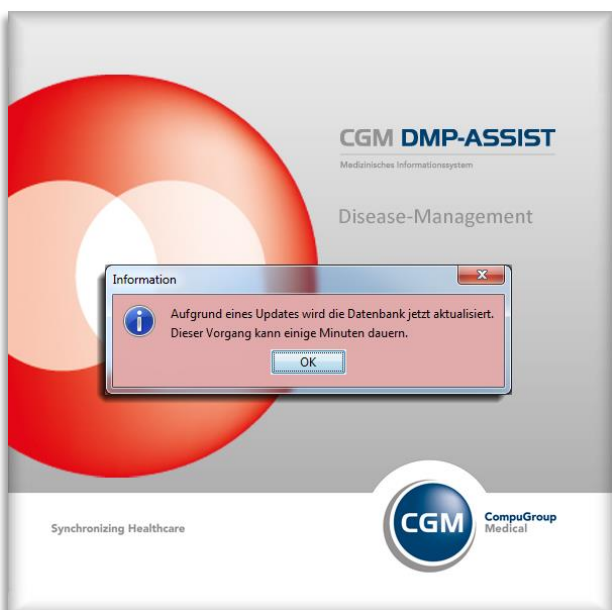 CGM DMP-ASSIST
Medizinisches Informationssystem
Disease-Management
Information
Aufgrund eines Updates wird die Datenbank jetzt aktualisiert.
Dieser Vorgang kann einige Minuten dauern.
OK
Synchronizing Healthcare
CGM
CompuGroup
Medical